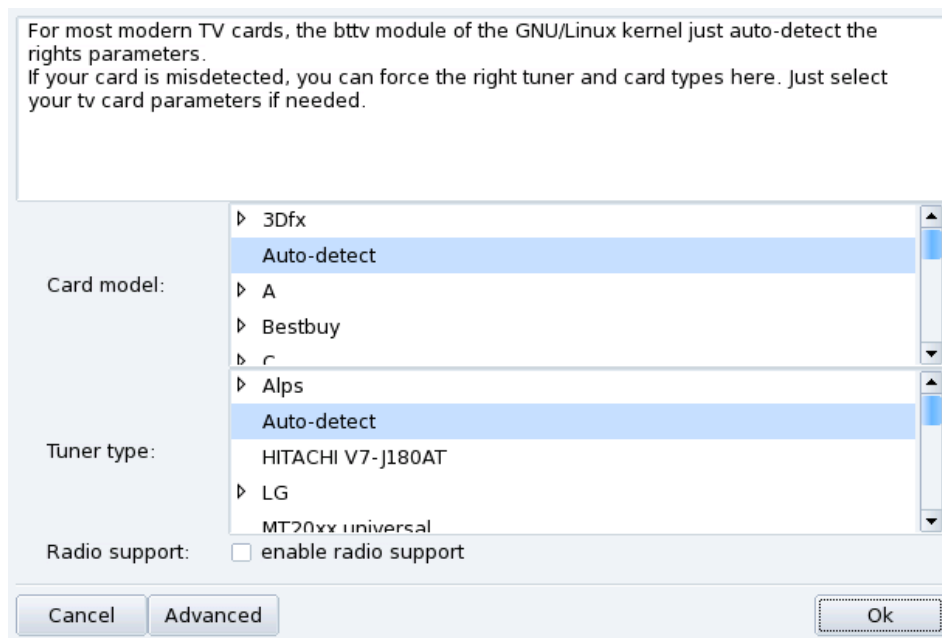 For most modern TV cards, the bttv module of the GNU/Linux kernel just auto-detect the
rights parameters.
If your card is misdetected, you can force the right tuner and card types here. Just select
your tv card parameters if needed.
Card model:
3Dfx
Auto-detect
A
Bestbuy
C
Tuner type:
Alps
Auto-detect
HITACHI V7-J180AT
LG
MT20xx universal
Radio support:
enable radio support
Cancel
Advanced
Ok